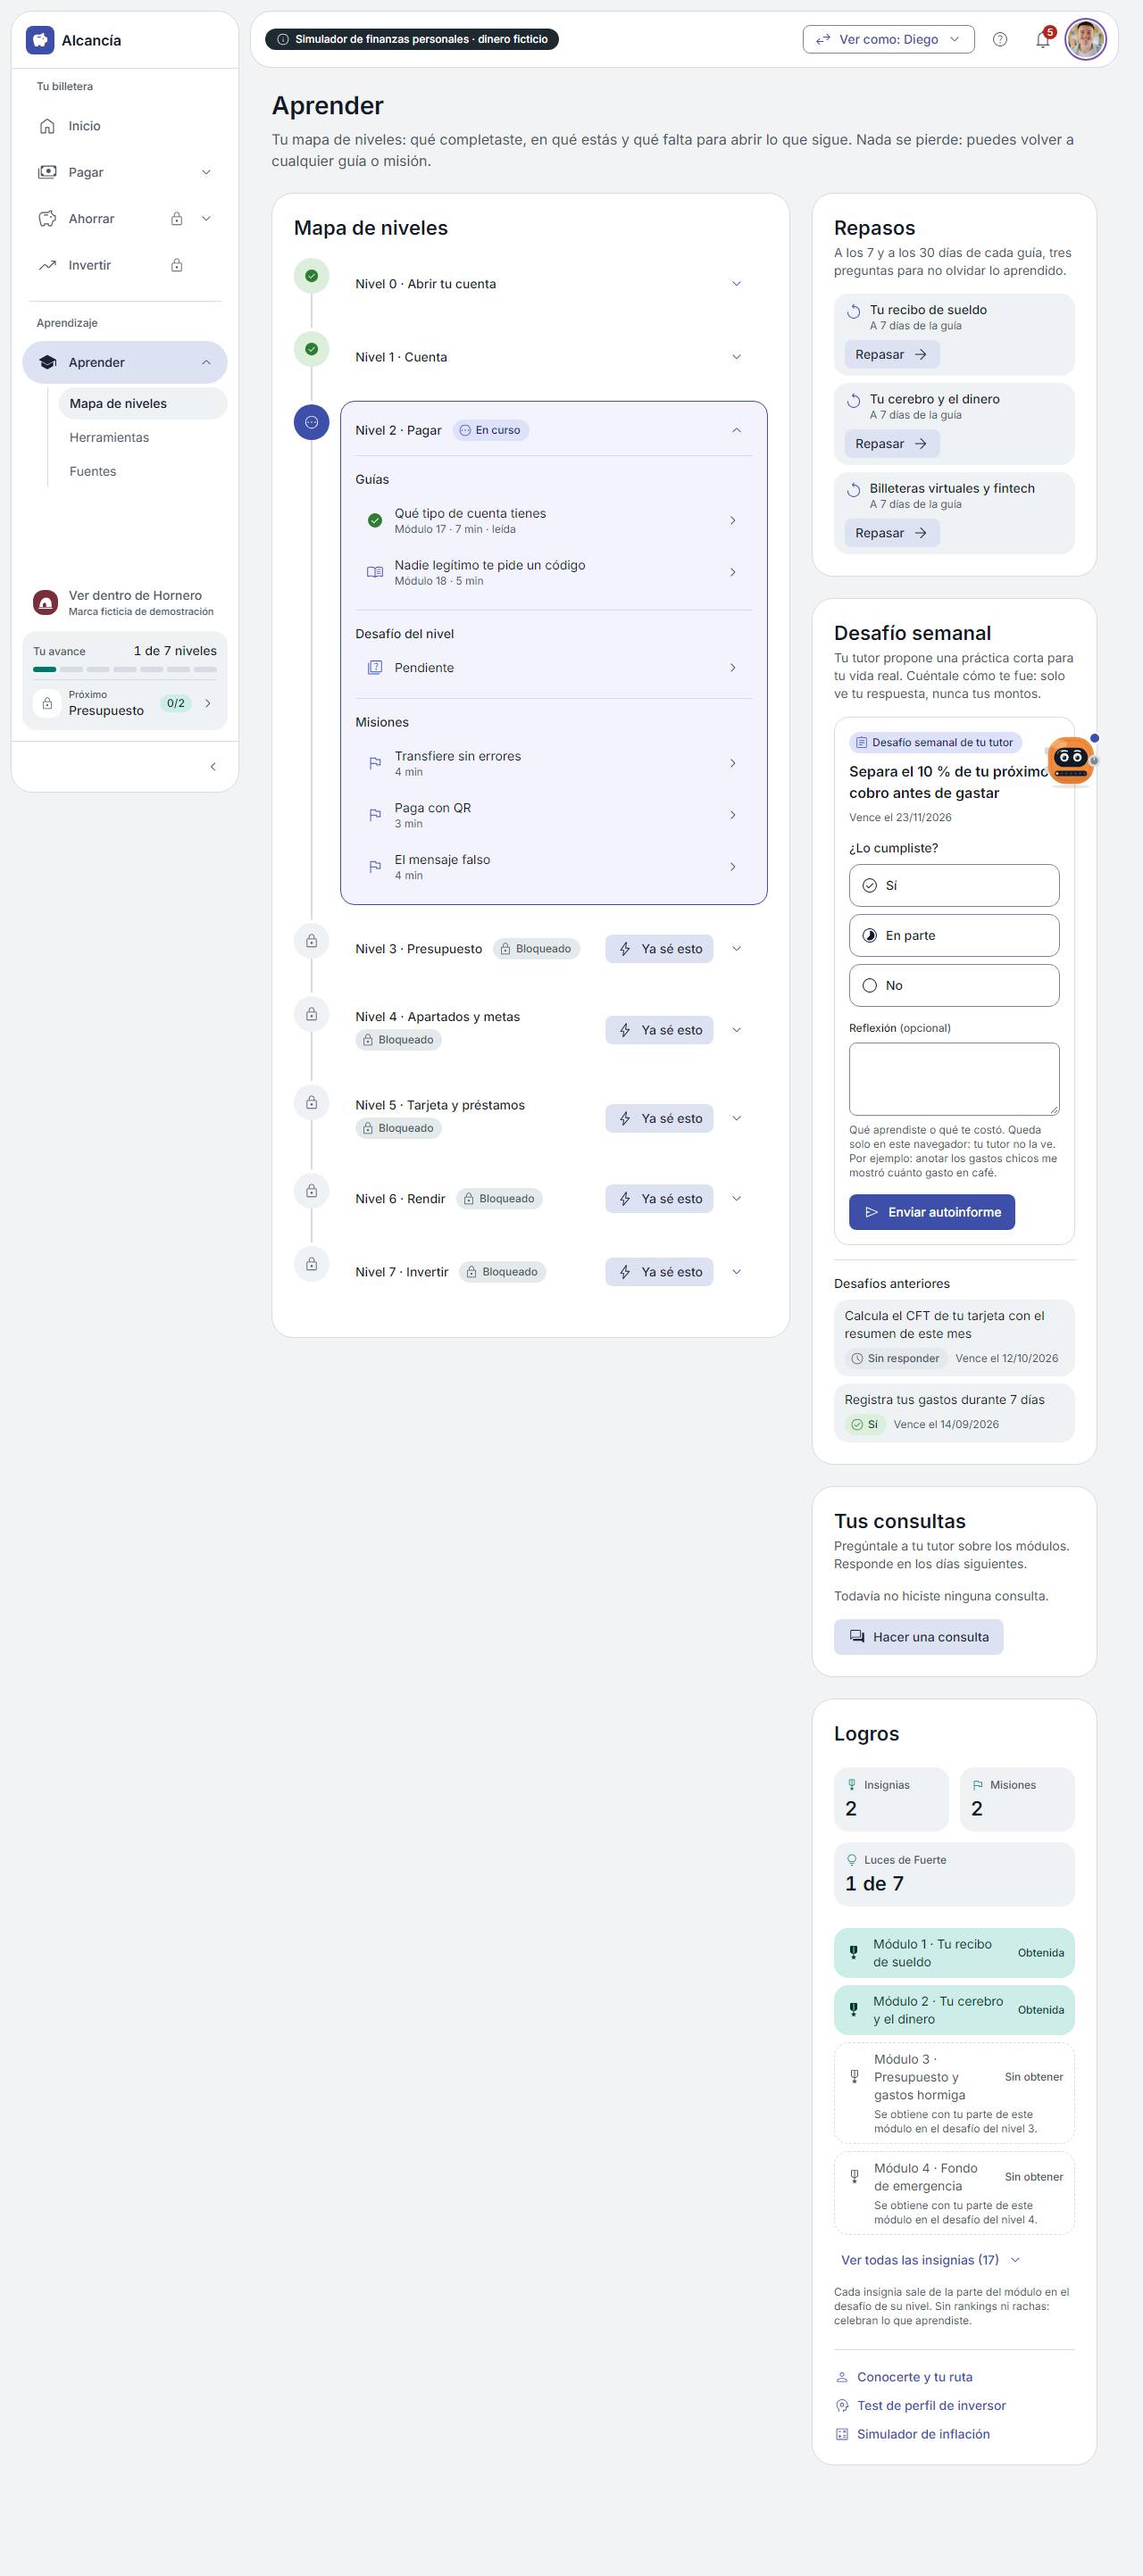 Alcancía
Tu billetera
Inicio
Pagar
Ahorrar
Invertir
Aprendizaje
Aprender
Mapa de niveles
Herramientas
Fuentes
Ver dentro de Hornero
Marca ficticia de demostración
Tu avance
1 de 7 niveles
Próximo
Presupuesto
0/2
Simulador de finanzas personales · dinero ficticio
Ver como: Diego
5
Aprender
Tu mapa de niveles: qué completaste, en qué estás y qué falta para abrir lo que sigue. Nada se pierde: puedes volver a
cualquier guía o misión.
Mapa de niveles
Nivel 0 · Abrir tu cuenta
Nivel 1 · Cuenta
Nivel 2 · Pagar
En curso
Guías
Qué tipo de cuenta tienes
Módulo 17 · 7 min · leída
Nadie legítimo te pide un código
Módulo 18 · 5 min
Desafío del nivel
Pendiente
Misiones
Transfiere sin errores
4 min
Paga con QR
3 min
El mensaje falso
4 min
Nivel 3 · Presupuesto
Bloqueado
Ya sé esto
Nivel 4 · Apartados y metas
Bloqueado
Ya sé esto
Nivel 5 · Tarjeta y préstamos
Bloqueado
Ya sé esto
Nivel 6 · Rendir
Bloqueado
Ya sé esto
Nivel 7 · Invertir
Bloqueado
Ya sé esto
Repasos
A los 7 y a los 30 días de cada guía, tres
preguntas para no olvidar lo aprendido.
Tu recibo de sueldo
A 7 días de la guía
Repasar
Tu cerebro y el dinero
A 7 días de la guía
Repasar
Billeteras virtuales y fintech
A 7 días de la guía
Repasar
Desafío semanal
Tu tutor propone una práctica corta para
tu vida real. Cuéntale cómo te fue: solo
ve tu respuesta, nunca tus montos.
Desafío semanal de tu tutor
Separa el 10 % de tu próximo
cobro antes de gastar
Vence el 23/11/2026
¿Lo cumpliste?
Sí
En parte
No
Reflexión (opcional)
Qué aprendiste o qué te costó. Queda
solo en este navegador: tu tutor no la ve.
Por ejemplo: anotar los gastos chicos me
mostró cuánto gasto en café.
Enviar autoinforme
Desafíos anteriores
Calcula el CFT de tu tarjeta con el
resumen de este mes
Sin responder
Vence el 12/10/2026
Registra tus gastos durante 7 días
Sí
Vence el 14/09/2026
Tus consultas
Pregúntale a tu tutor sobre los módulos.
Responde en los días siguientes.
Todavía no hiciste ninguna consulta.
Hacer una consulta
Logros
Insignias
2
Misiones
2
Luces de Fuerte
1 de 7
Módulo 1 · Tu recibo
de sueldo
Obtenida
Módulo 2 · Tu cerebro
y el dinero
Obtenida
Módulo 3 ·
Presupuesto y
gastos hormiga
Sin obtener
Se obtiene con tu parte de este
módulo en el desafío del nivel 3.
Módulo 4 · Fondo
de emergencia
Sin obtener
Se obtiene con tu parte de este
módulo en el desafío del nivel 4.
Ver todas las insignias (17)
Cada insignia sale de la parte del módulo en el
desafío de su nivel. Sin rankings ni rachas:
celebran lo que aprendiste.
Conocerte y tu ruta
Test de perfil de inversor
Simulador de inflación